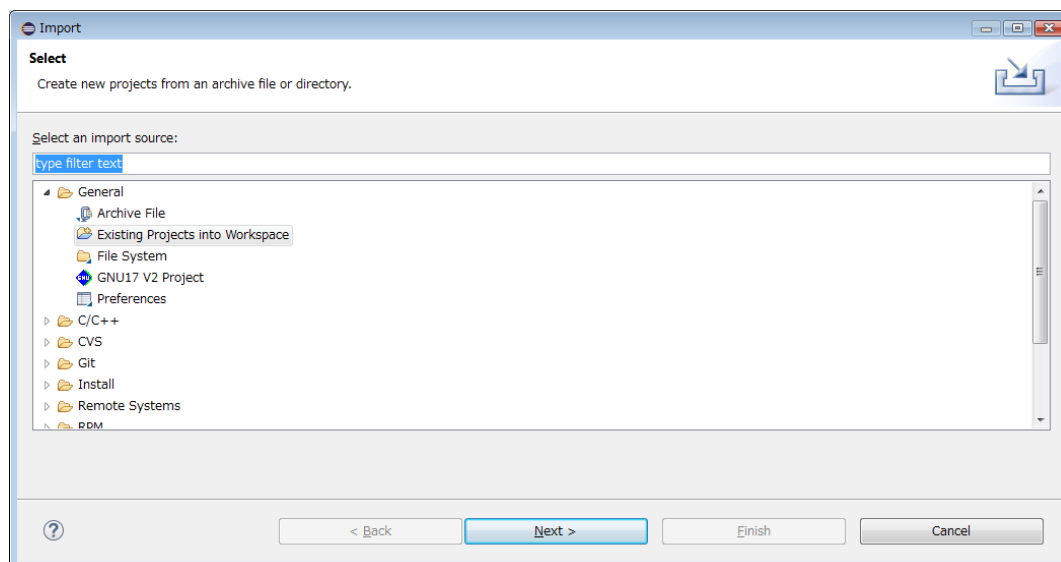 Import
Select
Create new projects from an archive file or directory.
Select an import source:
type filter text
General
Archive File
Existing Projects into Workspace
File System
GNU17 V2 Project
Preferences
C/C++
CVS
Git
Install
Remote Systems
RPM
< Back Next > Finish Cancel